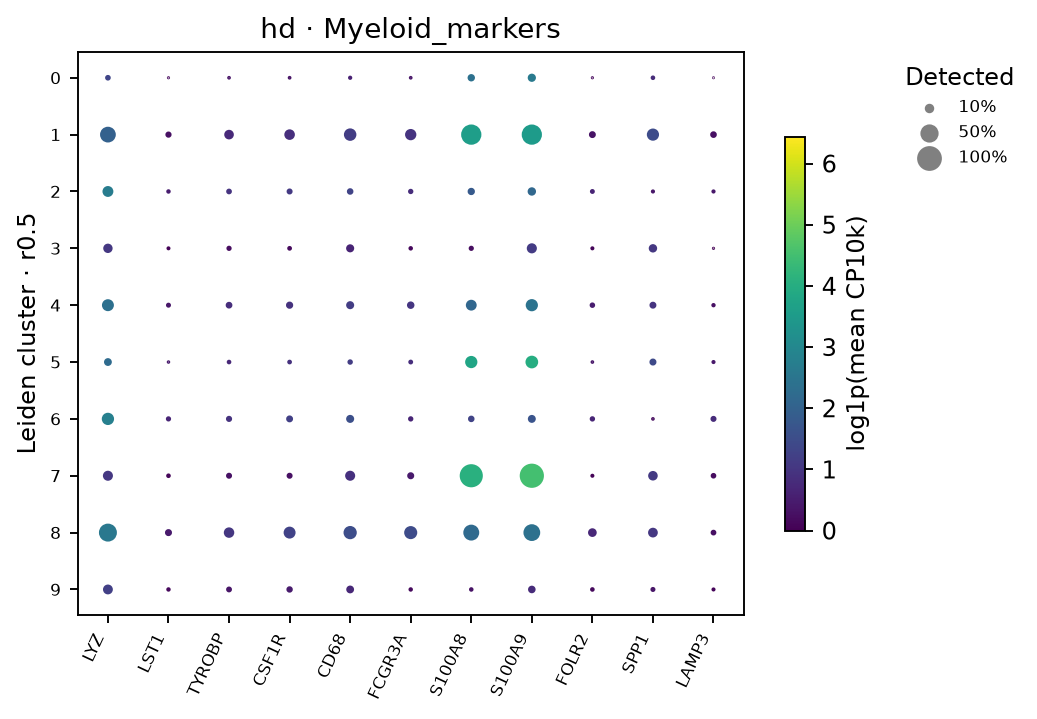 hd · Myeloid_markers
Detected
10%
50%
100%
0
1
2
3
4
5
6
7
8
9
Leiden cluster · r0.5
LYZ
LST1
TYROBP
CSF1R
CD68
FCGR3A
S100A8
S100A9
FOLR2
SPP1
LAMP3
6
5
4
3
2
1
0
log1p(mean CP10k)